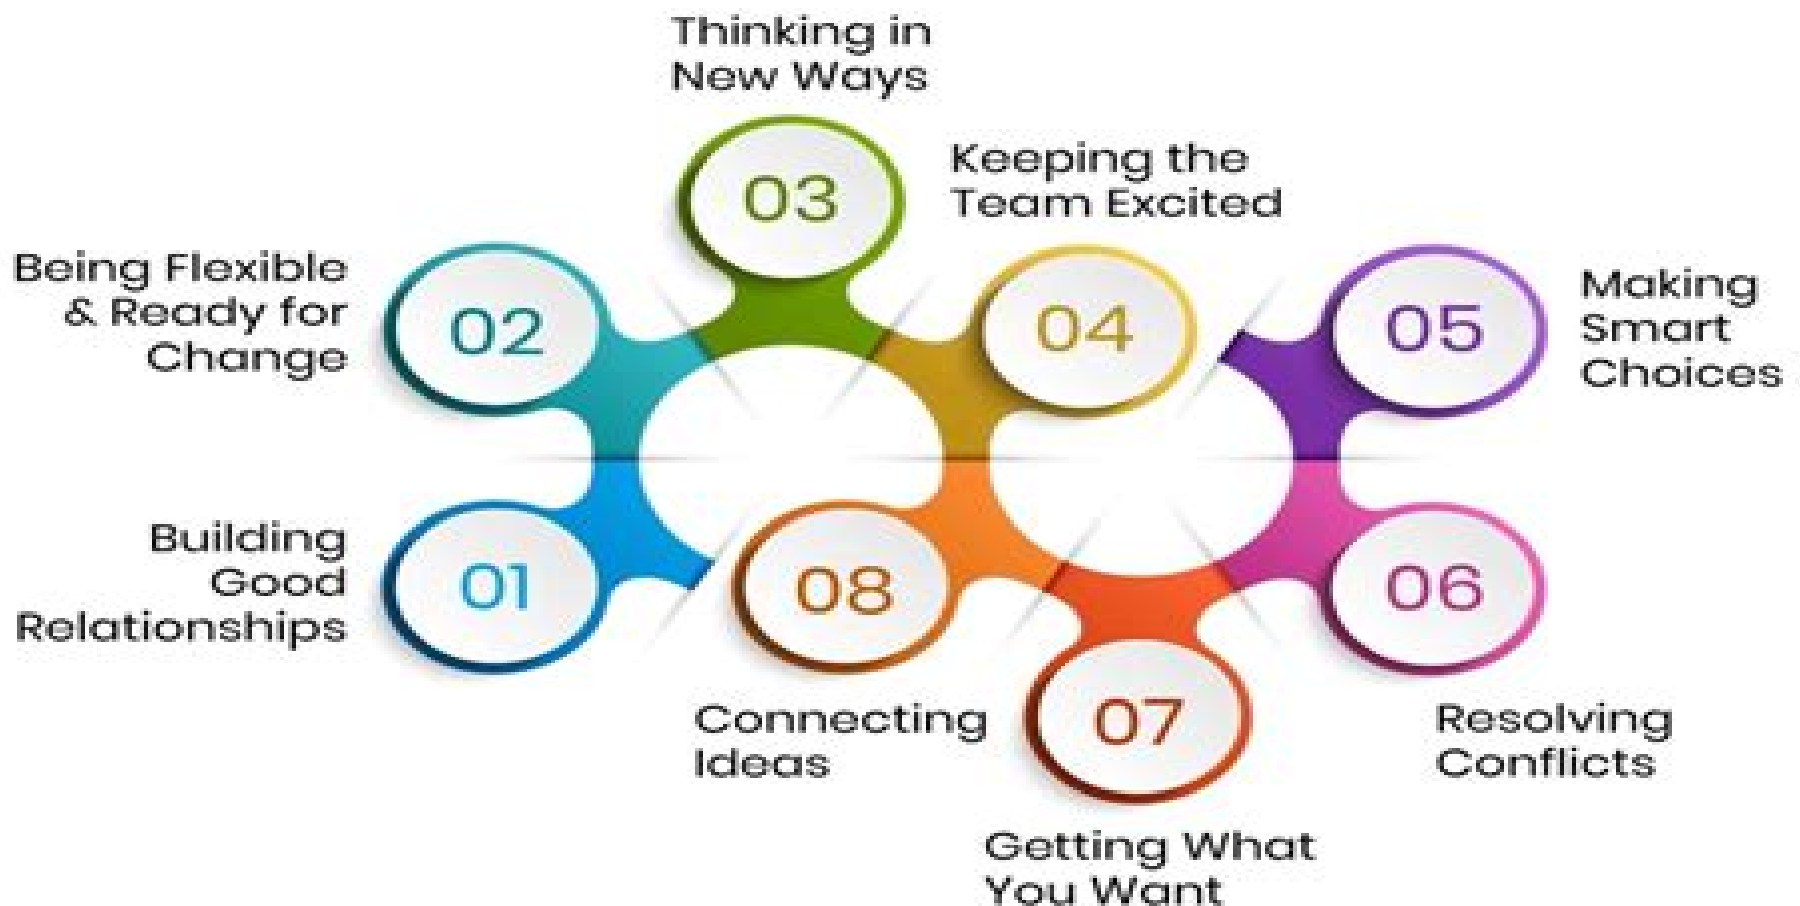 Thinking in
New Ways
03
Keeping the
Team Excited
Being Flexible
& Ready for
Change
02
04
05
Making
Smart
Choices
Building
Good
Relationships
01
08
06
Connecting
Ideas
07
Resolving
Conflicts
Getting What
You Want